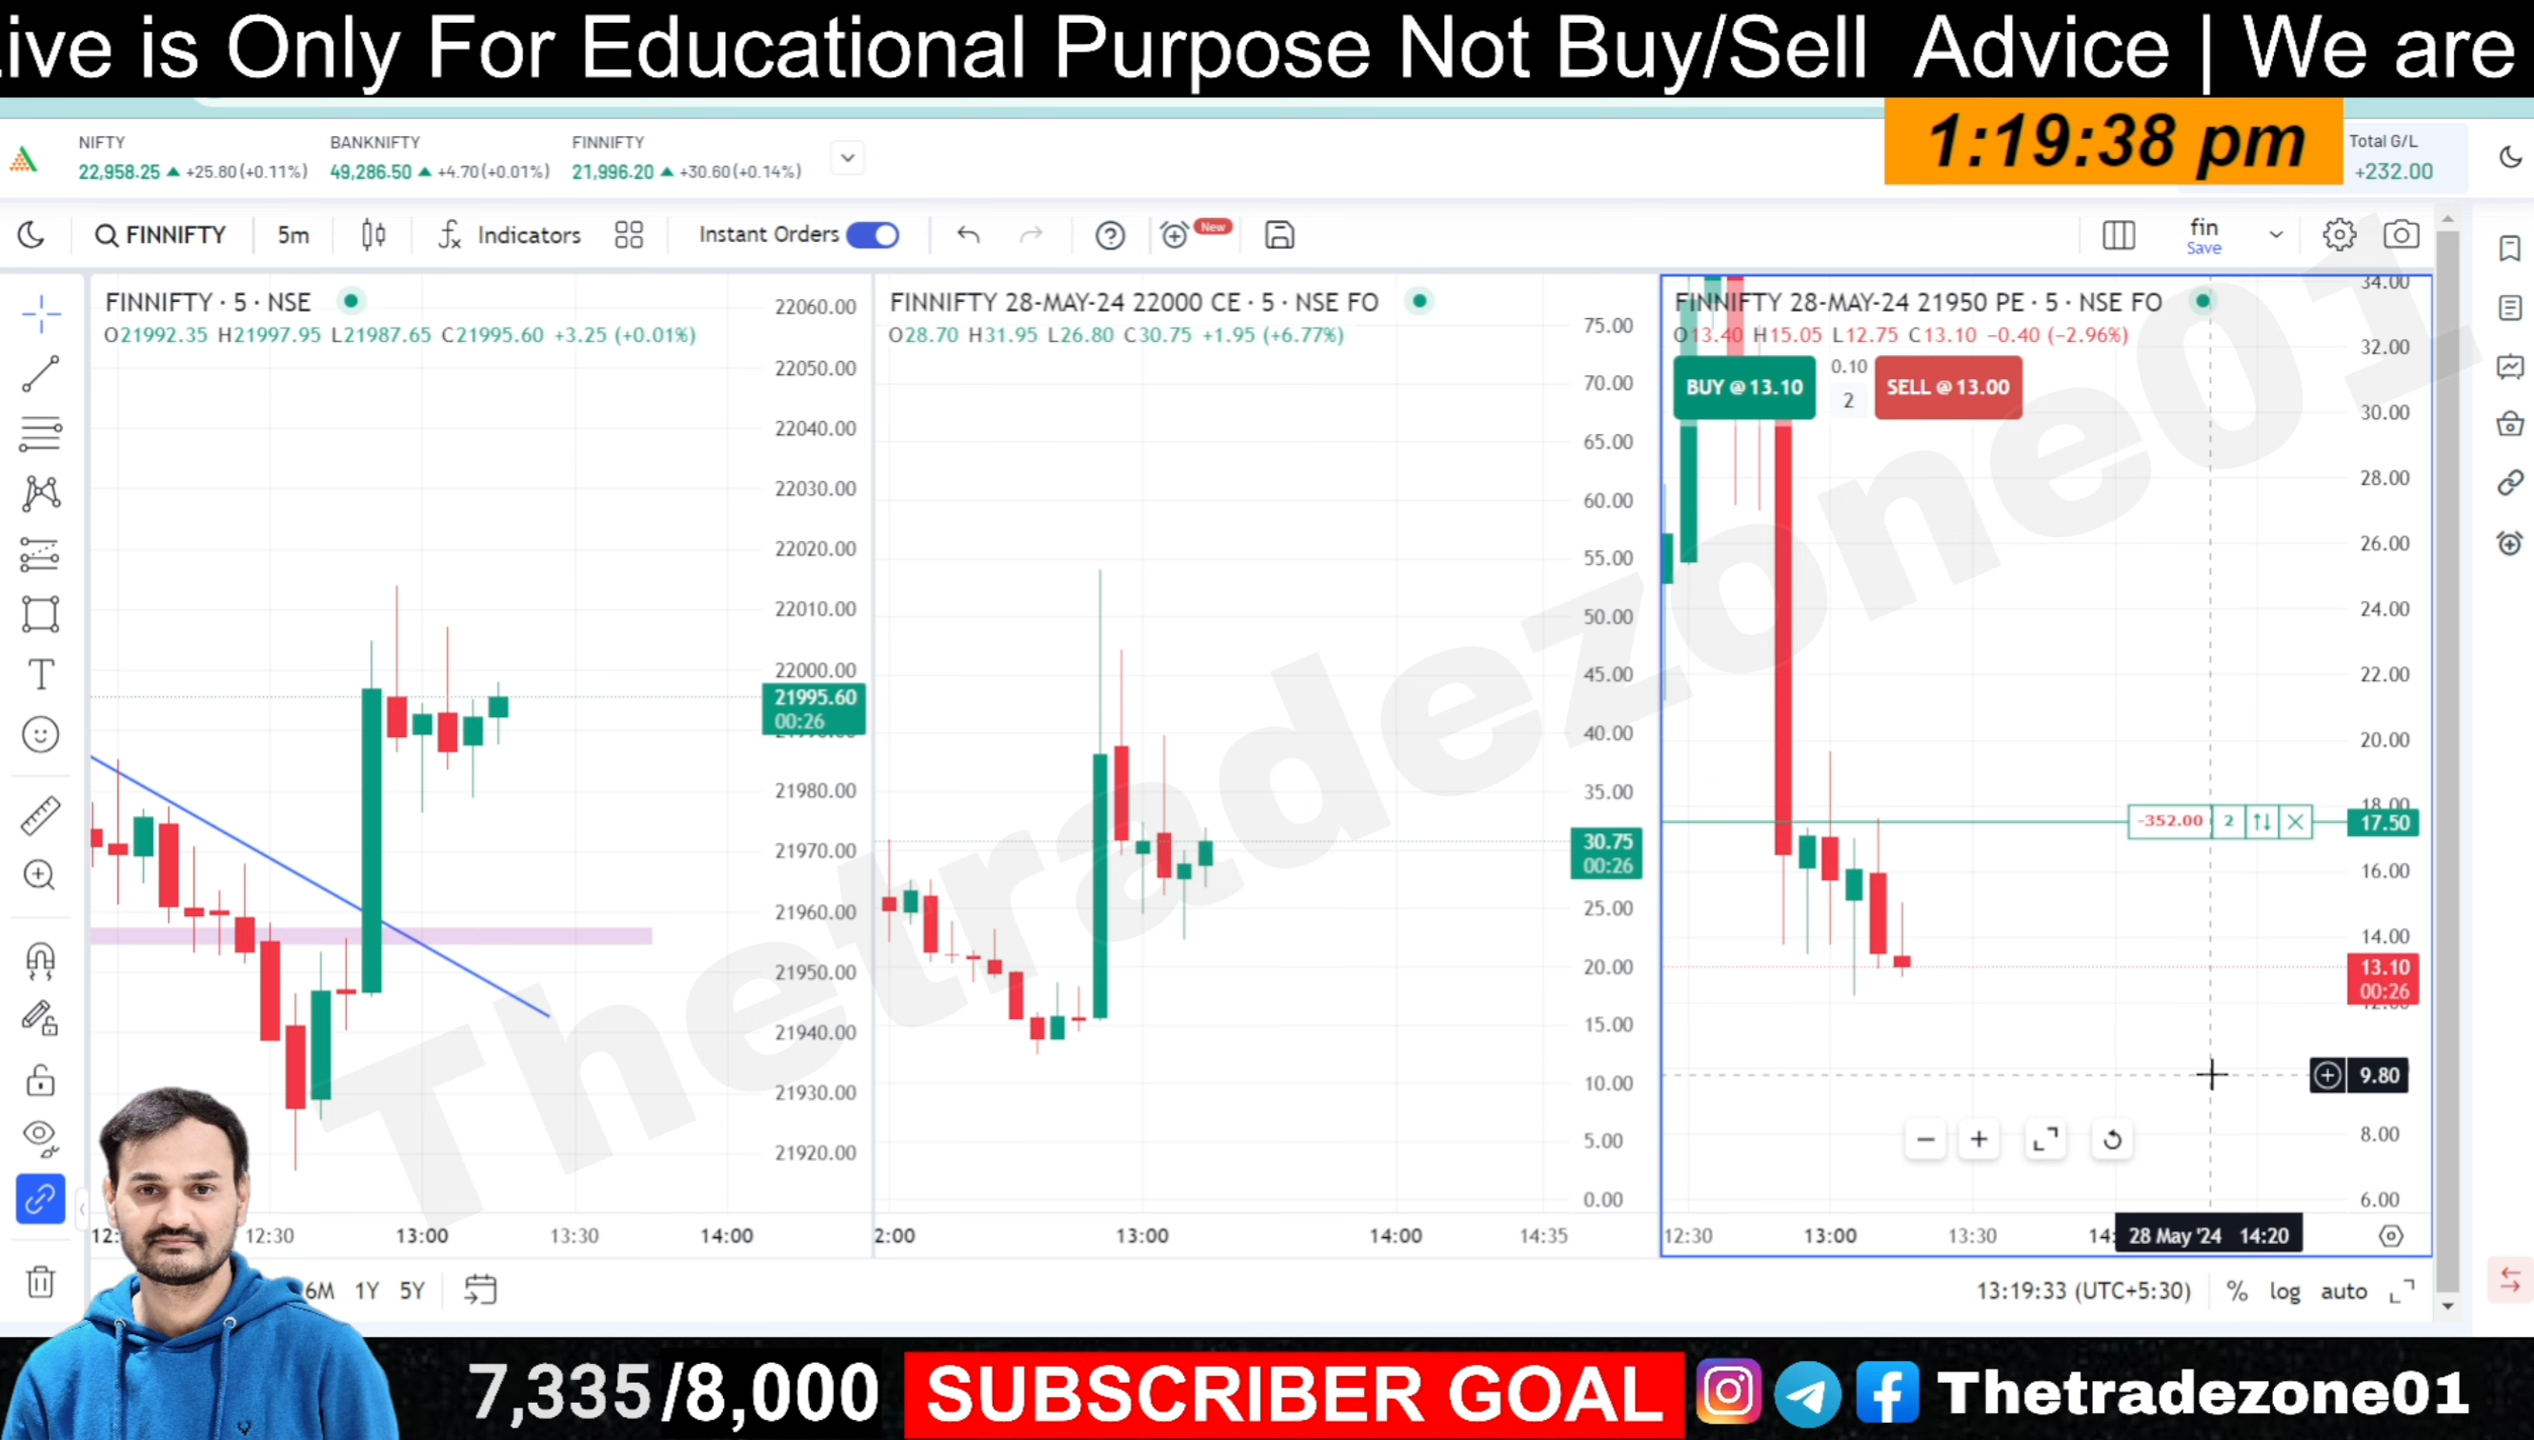 ive is Only For Educational Purpose Not Buy/Sell Advice | We are
1:19:38 pm
NIFTY
22,958.25 +25.80 (+0.11%)
BANKNIFTY
49,286.50 +4.70 (+0.01%)
FINNIFTY
21,996.20 +30.60 (+0.14%)
Total G/L
+232.00
FINNIFTY 5m Indicators Instant Orders New
fin
Save
FINNIFTY · 5 · NSE
O21992.35 H21997.95 L21987.65 C21995.60 +3.25 (+0.01%)
22060.00
22050.00
22040.00
22030.00
22020.00
22010.00
22000.00
21995.60
00:26
21980.00
21970.00
21960.00
21950.00
21940.00
21930.00
21920.00
12:30 13:00 13:30 14:00
FINNIFTY 28-MAY-24 22000 CE · 5 · NSE FO
O28.70 H31.95 L26.80 C30.75 +1.95 (+6.77%)
75.00
70.00
65.00
60.00
55.00
50.00
45.00
40.00
35.00
30.75
00:26
25.00
20.00
15.00
10.00
5.00
0.00
2:00 13:00 14:00 14:35
FINNIFTY 28-MAY-24 21950 PE · 5 · NSE FO
O13.40 H15.05 L12.75 C13.10 −0.40 (−2.96%)
BUY @ 13.10
0.10
2
SELL @ 13.00
34.00
32.00
30.00
28.00
26.00
24.00
22.00
20.00
18.00
-352.00 2
17.50
16.00
14.00
13.10
00:26
9.80
8.00
6.00
12:30 13:00 13:30 28 May '24 14:20
Thetradezone01
6M 1Y 5Y
13:19:33 (UTC+5:30) % log auto
7,335/8,000 SUBSCRIBER GOAL Thetradezone01